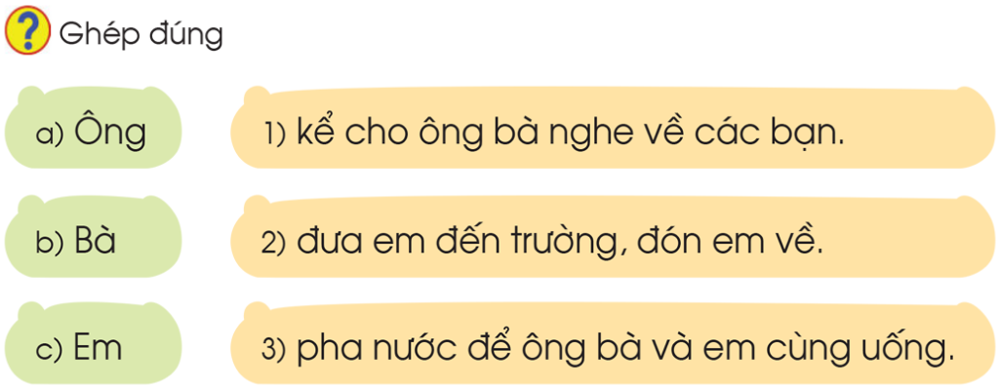 ? Ghép đúng
a) Ông 1) kể cho ông bà nghe về các bạn.
b) Bà 2) đưa em đến trường, đón em về.
c) Em 3) pha nước để ông bà và em cùng uống.